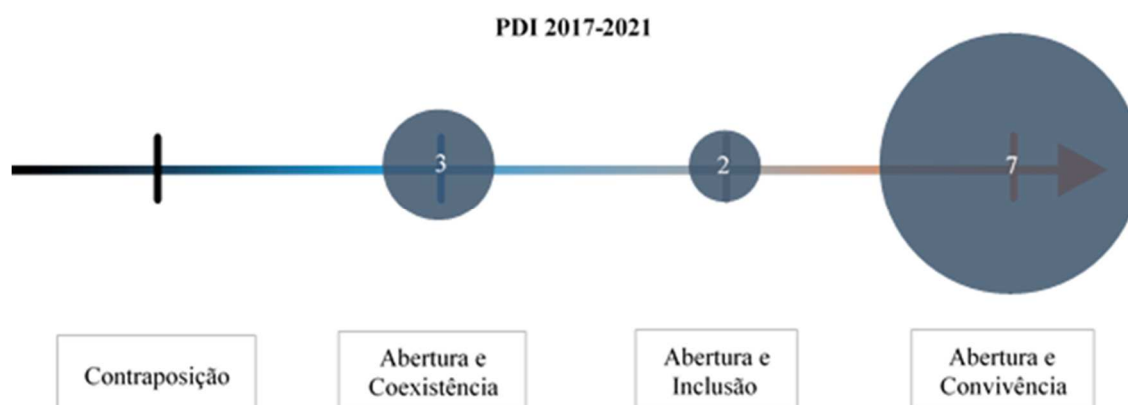 PDI 2017-2021
3
2
7
Contraposição
Abertura e
Coexistência
Abertura e
Inclusão
Abertura e
Convivência